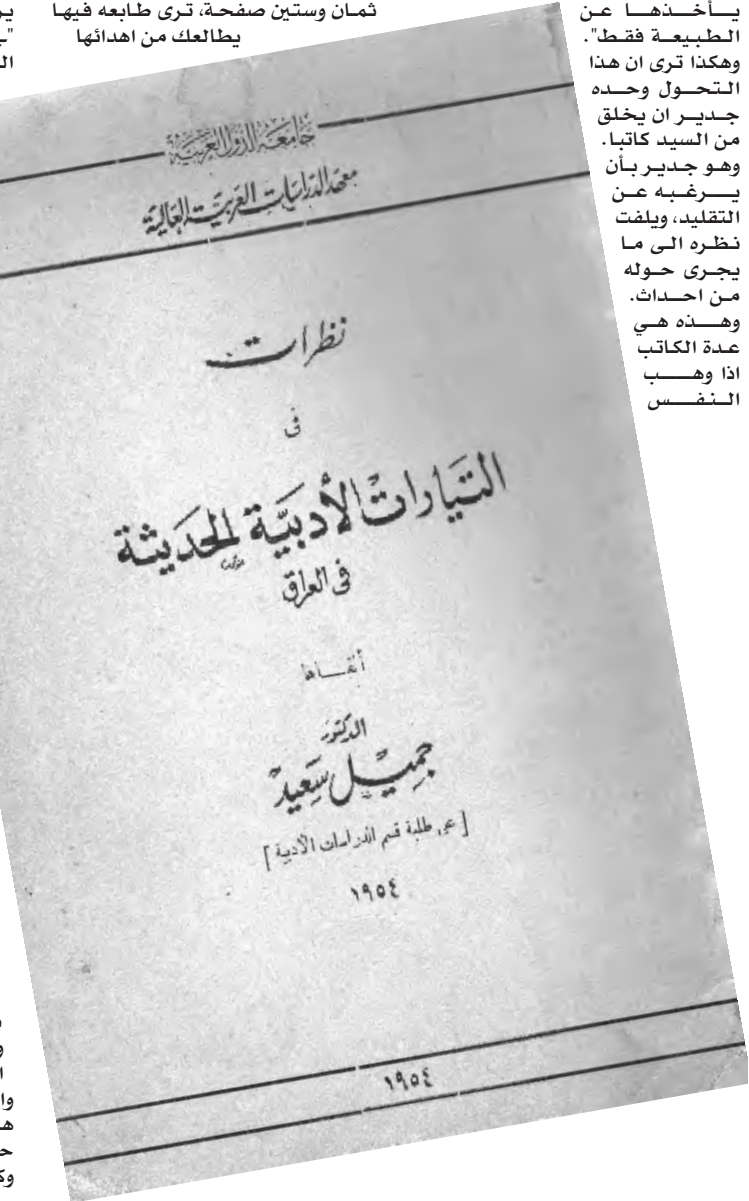 يأخذها عن
الطبيعة فقط".
وهكذا ترى ان هذا
التحول وحده
جدير ان يخلق
من السيد كاتبا.
وهو جدير بأن
يرغبه عن
التقليد، ويلفت
نظره الى ما
يجرى حوله
من احداث.
وهذه هي
عدة الكاتب
اذا وهب
النفس
ثمان وستين صفحة، ترى طابعه فيها
يطالعك من اهدائها
جامعة الدول العربية
معهد الدراسات العربية العالية
نظرات
فى
التيارات الأدبية الحديثة
فى العراق
ألقاها
الدكتور
جميل سعيد
[على طلبة قسم الدراسات الأدبية]
١٩٥٤
١٩٥٤